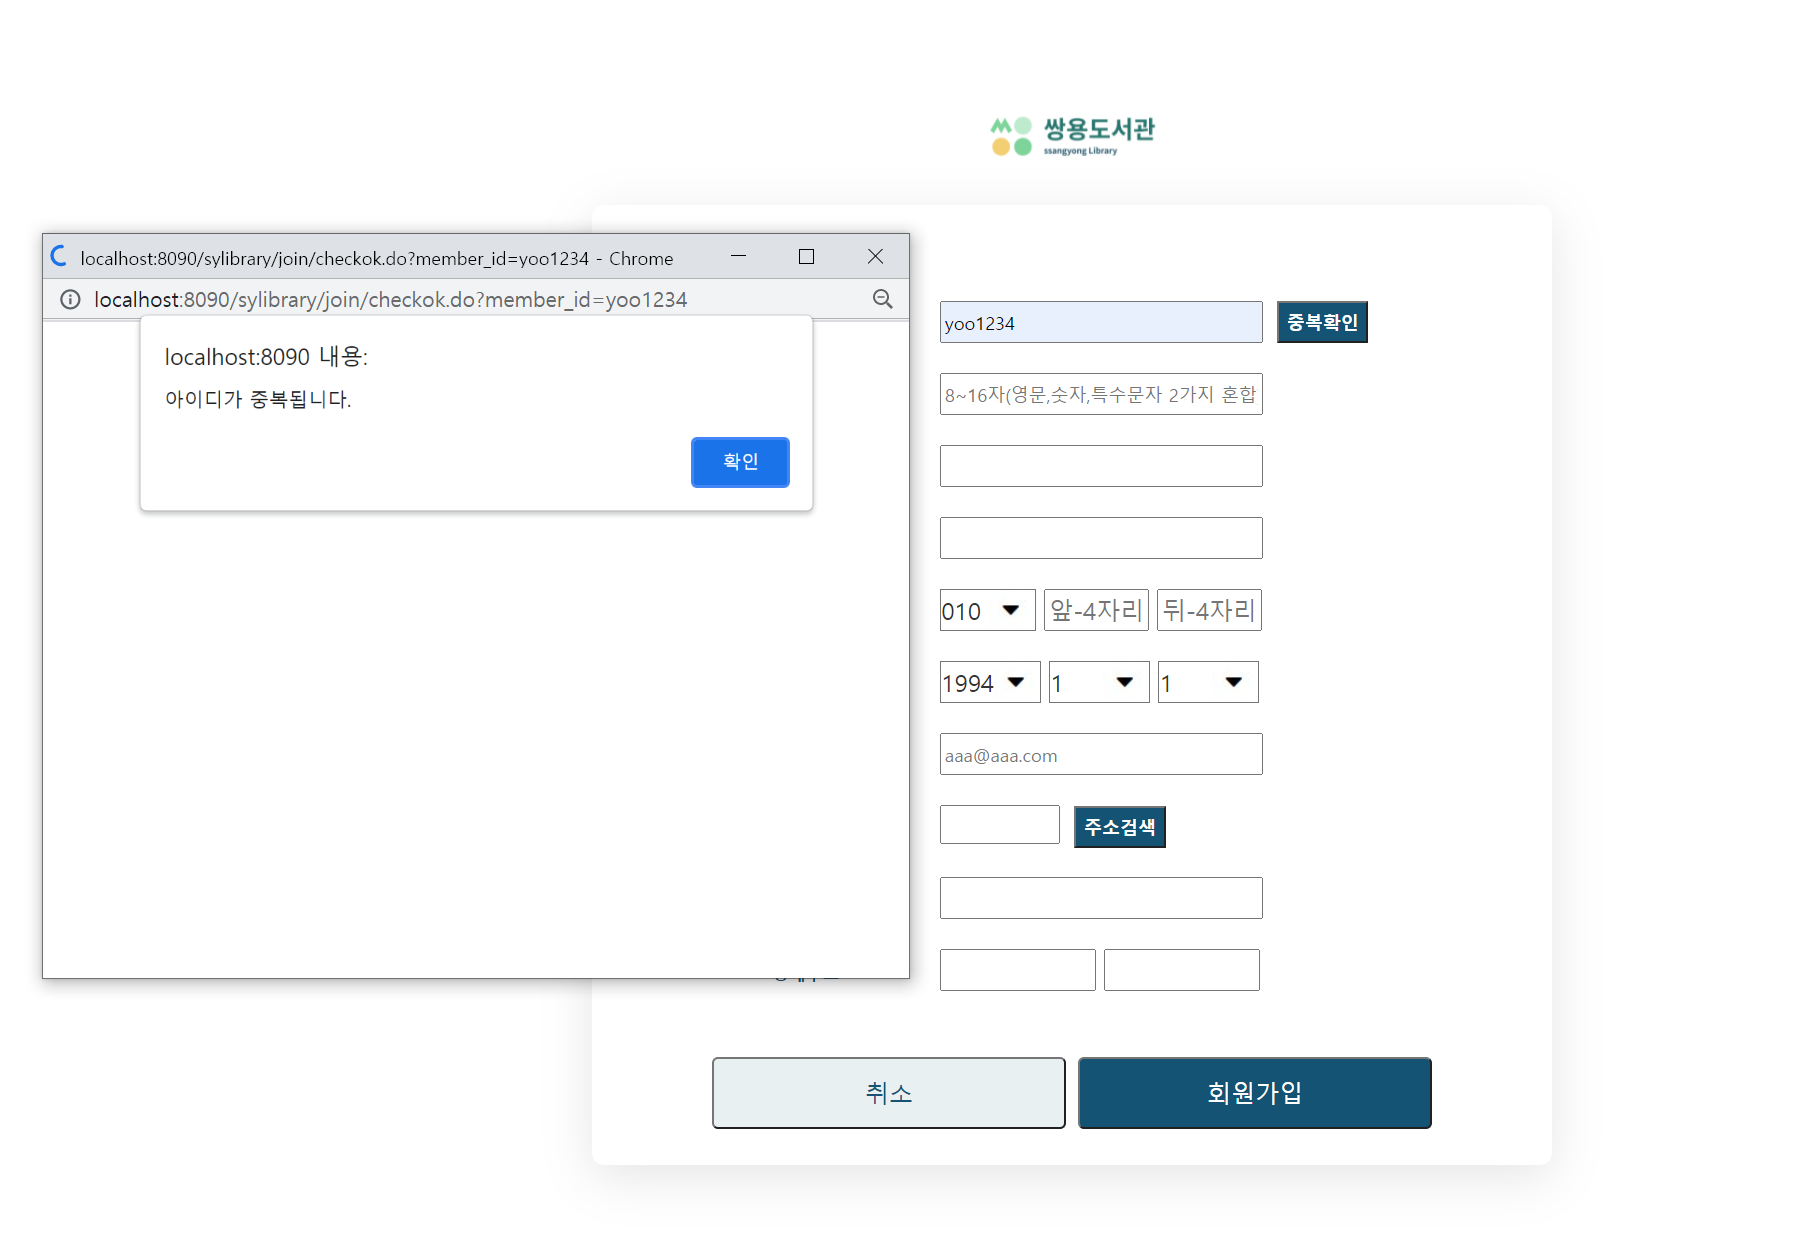 쌍용도서관
ssangyong Library
localhost:8090/sylibrary/join/checkok.do?member_id=yoo1234 - Chrome
localhost:8090/sylibrary/join/checkok.do?member_id=yoo1234
localhost:8090 내용:
아이디가 중복됩니다.
확인
yoo1234 중복확인
8~16자(영문,숫자,특수문자 2가지 혼합
010 앞-4자리 뒤-4자리
1994 1 1
aaa@aaa.com
주소검색
취소 회원가입